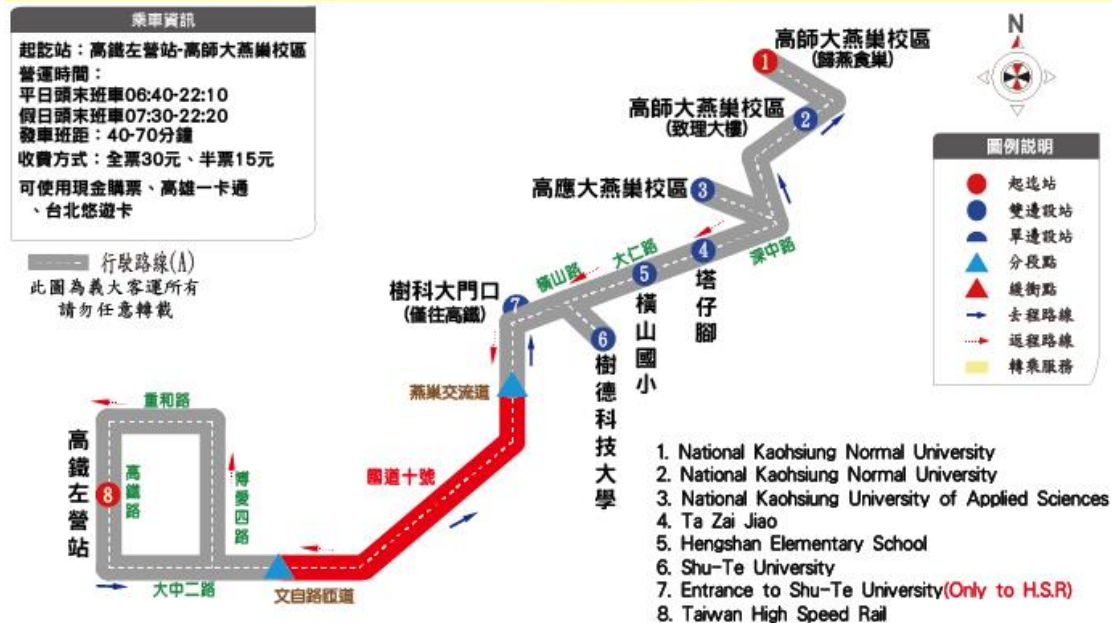 乘車資訊
起訖站：高鐵左營站-高師大燕巢校區
營運時間：
平日頭末班車06:40-22:10
假日頭末班車07:30-22:20
發車班距：40-70分鐘
收費方式：全票30元、半票15元
可使用現金購票、高雄一卡通
、台北悠遊卡
行駛路線(A)
此圖為義大客運所有
請勿任意轉載
高師大燕巢校區
(歸燕食巢)
1
高師大燕巢校區
(致理大樓)
2
高應大燕巢校區
3
4
塔仔腳
5
橫山國小
6
樹德科技大學
樹科大門口
(僅往高鐵)
7
橫山路
大仁路
深中路
燕巢交流道
國道十號
重和路
高鐵左營站
8
高鐵路
博愛四路
大中二路
文自路匝道
N
圖例説明
起迄站
雙邊設站
單邊設站
分段點
緩衝點
去程路線
返程路線
轉乘服務
1. National Kaohsiung Normal University
2. National Kaohsiung Normal University
3. National Kaohsiung University of Applied Sciences
4. Ta Zai Jiao
5. Hengshan Elementary School
6. Shu-Te University
7. Entrance to Shu-Te University(Only to H.S.R)
8. Taiwan High Speed Rail